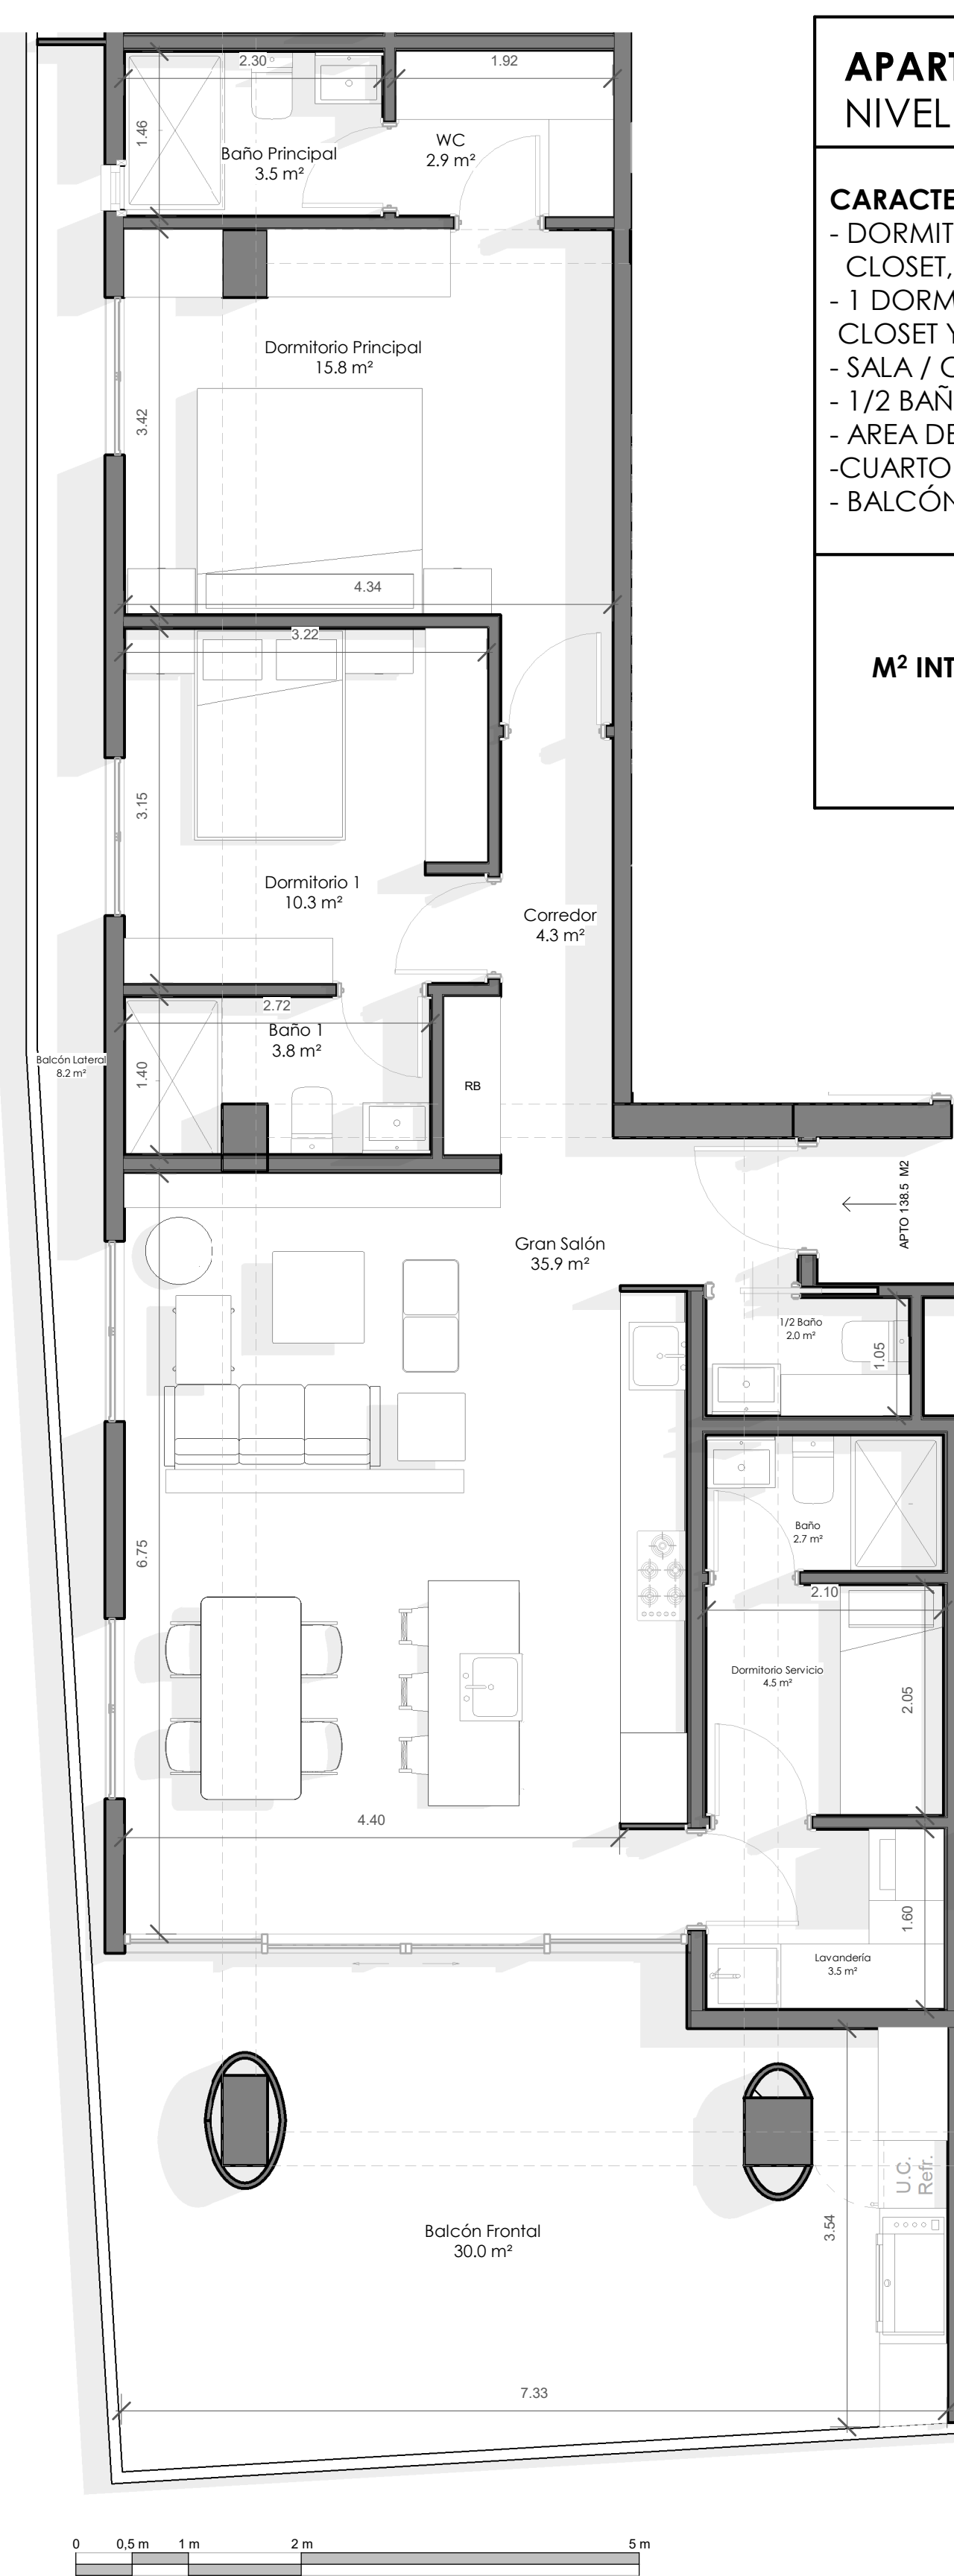 APART
NIVEL
CARACTE
- DORMIT
CLOSET,
- 1 DORM
CLOSET Y
- SALA / C
- 1/2 BAÑ
- AREA DE
-CUARTO
- BALCÓN
M² INT
2.30
1.92
1.46
Baño Principal
3.5 m²
WC
2.9 m²
Dormitorio Principal
15.8 m²
3.42
4.34
3.22
3.15
Dormitorio 1
10.3 m²
Corredor
4.3 m²
2.72
Baño 1
3.8 m²
1.40
Balcón Lateral
8.2 m²
RB
APTO 138.5 M2
Gran Salón
35.9 m²
1/2 Baño
2.0 m²
1.05
Baño
2.7 m²
6.75
2.10
Dormitorio Servicio
4.5 m²
2.05
4.40
1.60
Lavandería
3.5 m²
U.C.
Refr.
3.54
Balcón Frontal
30.0 m²
7.33
0 0,5 m 1 m 2 m 5 m